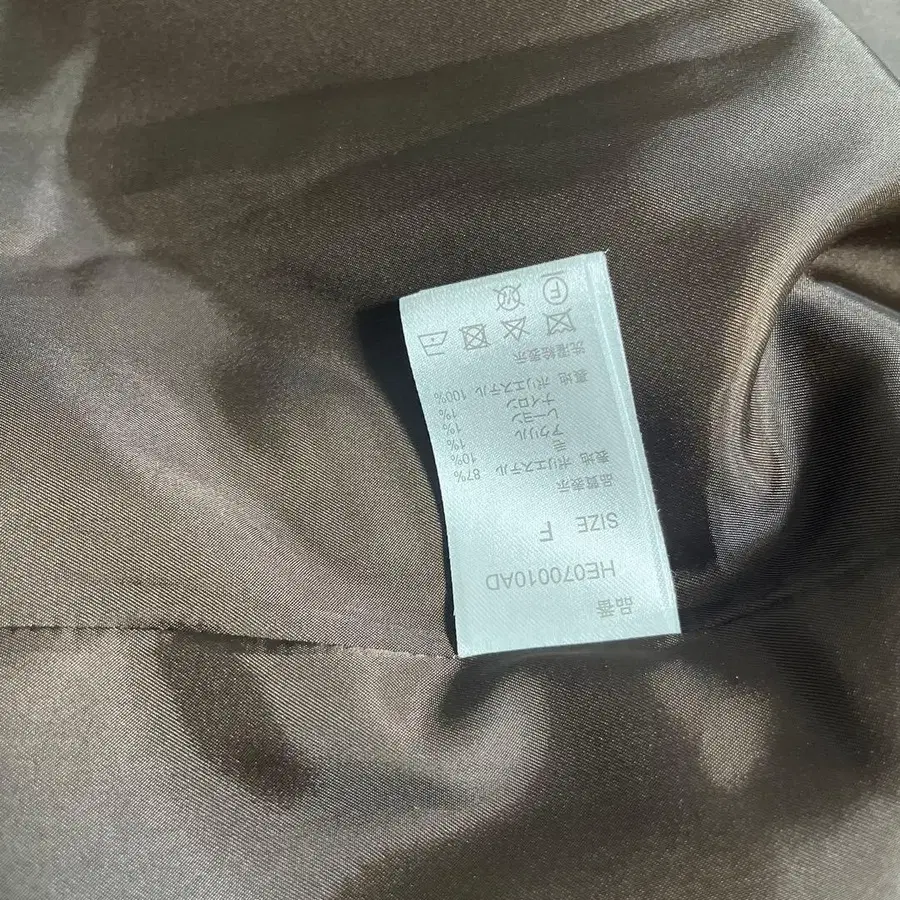 品番
HE070010AD
SIZE F
品質表示
表地 ポリエステル 87%
毛 10%
アクリル 1%
レーヨン 1%
ナイロン 1%
裏地 ポリエステル 100%
洗濯絵表示
F